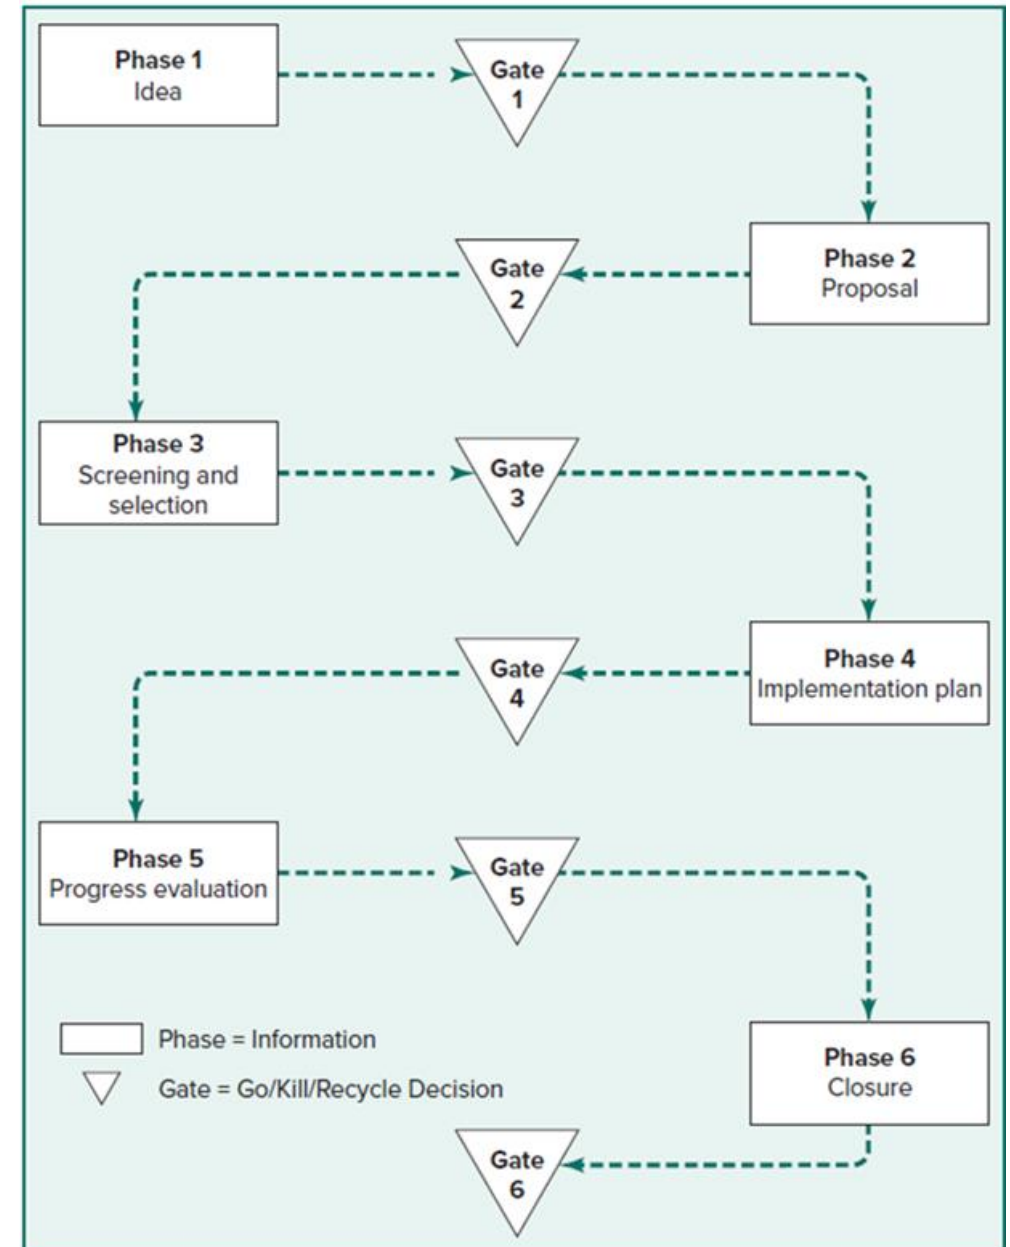 Phase 1
Idea
Gate
1
Phase 2
Proposal
Gate
2
Phase 3
Screening and
selection
Gate
3
Phase 4
Implementation plan
Gate
4
Phase 5
Progress evaluation
Gate
5
Phase 6
Closure
Phase = Information
Gate = Go/Kill/Recycle Decision
Gate
6